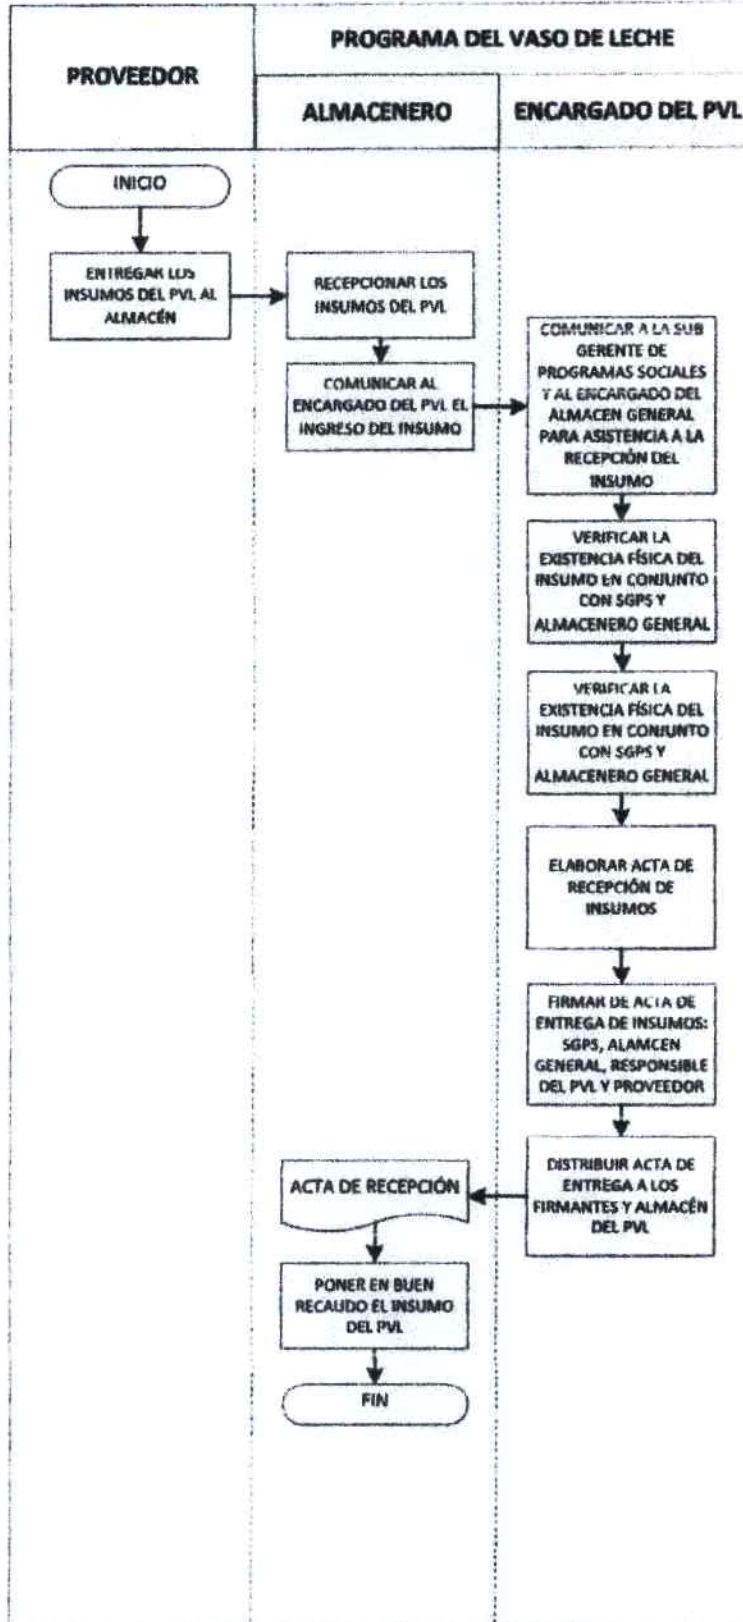 PROVEEDOR
PROGRAMA DEL VASO DE LECHE
ALMACENERO
ENCARGADO DEL PVL
INICIO
ENTREGAR LOS
INSUMOS DEL PVL AL
ALMACÉN
RECEPCIONAR LOS
INSUMOS DEL PVL
COMUNICAR AL
ENCARGADO DEL PVL EL
INGRESO DEL INSUMO
COMUNICAR A LA SUB
GERENTE DE
PROGRAMAS SOCIALES
Y AL ENCARGADO DEL
ALMACEN GENERAL
PARA ASISTENCIA A LA
RECEPCIÓN DEL
INSUMO
VERIFICAR LA
EXISTENCIA FÍSICA DEL
INSUMO EN CONJUNTO
CON SGPS Y
ALMACENERO GENERAL
VERIFICAR LA
EXISTENCIA FÍSICA DEL
INSUMO EN CONJUNTO
CON SGPS Y
ALMACENERO GENERAL
ELABORAR ACTA DE
RECEPCIÓN DE
INSUMOS
FIRMAR DE ACTA DE
ENTREGA DE INSUMOS:
SGPS, ALAMCEN
GENERAL, RESPONSIBLE
DEL PVL Y PROVEEDOR
DISTRIBUIR ACTA DE
ENTREGA A LOS
FIRMANTES Y ALMACÉN
DEL PVL
ACTA DE RECEPCIÓN
PONER EN BUEN
RECAUDO EL INSUMO
DEL PVL
FIN